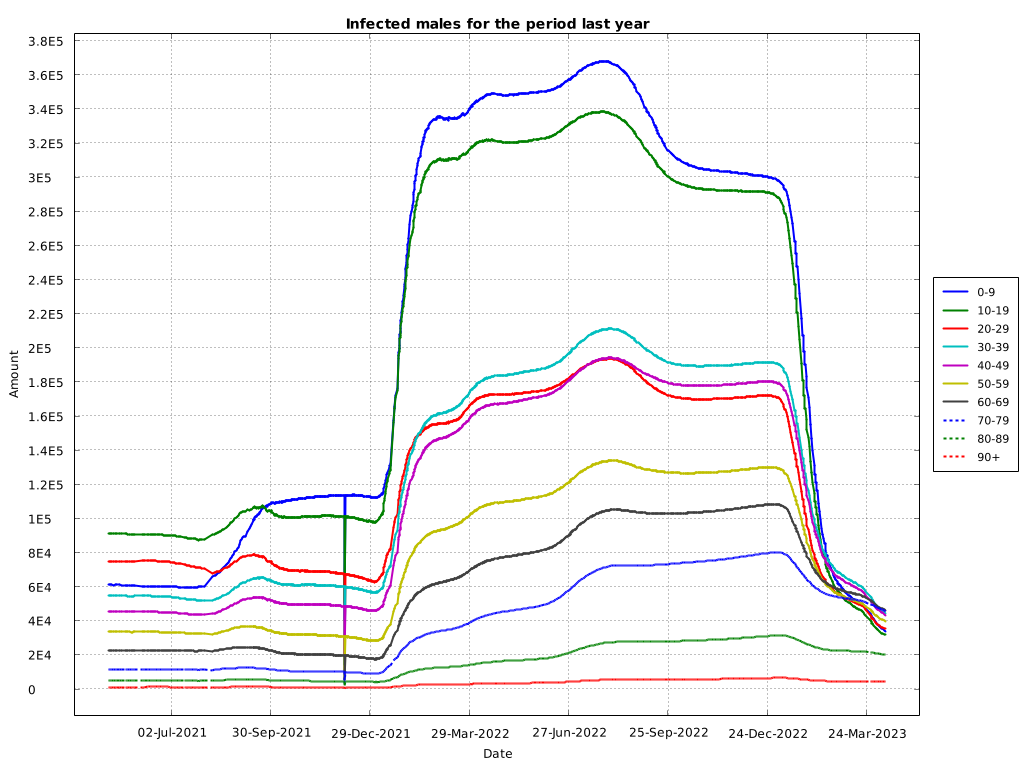 Infected males for the period last year
3.8E5
3.6E5
3.4E5
3.2E5
3E5
2.8E5
2.6E5
2.4E5
2.2E5
2E5
1.8E5
1.6E5
1.4E5
1.2E5
1E5
8E4
6E4
4E4
2E4
0
Amount
02-Jul-2021
30-Sep-2021
29-Dec-2021
29-Mar-2022
27-Jun-2022
25-Sep-2022
24-Dec-2022
24-Mar-2023
Date
0-9
10-19
20-29
30-39
40-49
50-59
60-69
70-79
80-89
90+